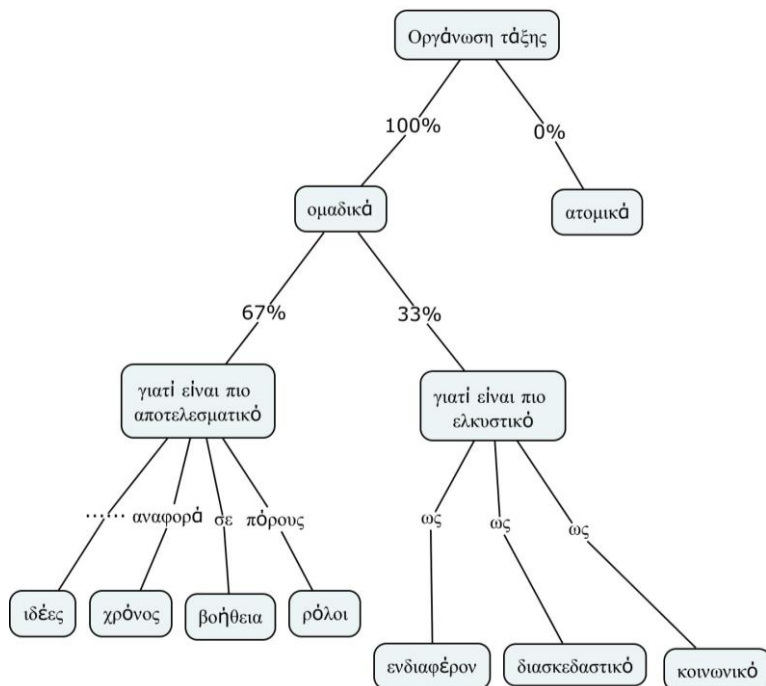 Οργάνωση τάξης
100%
0%
ομαδικά
ατομικά
67%
33%
γιατί είναι πιο
αποτελεσματικό
γιατί είναι πιο
ελκυστικό
...... αναφορά σε πόρους
ως
ως
ως
ιδέες
χρόνος
βοήθεια
ρόλοι
ενδιαφέρον
διασκεδαστικό
κοινωνικό